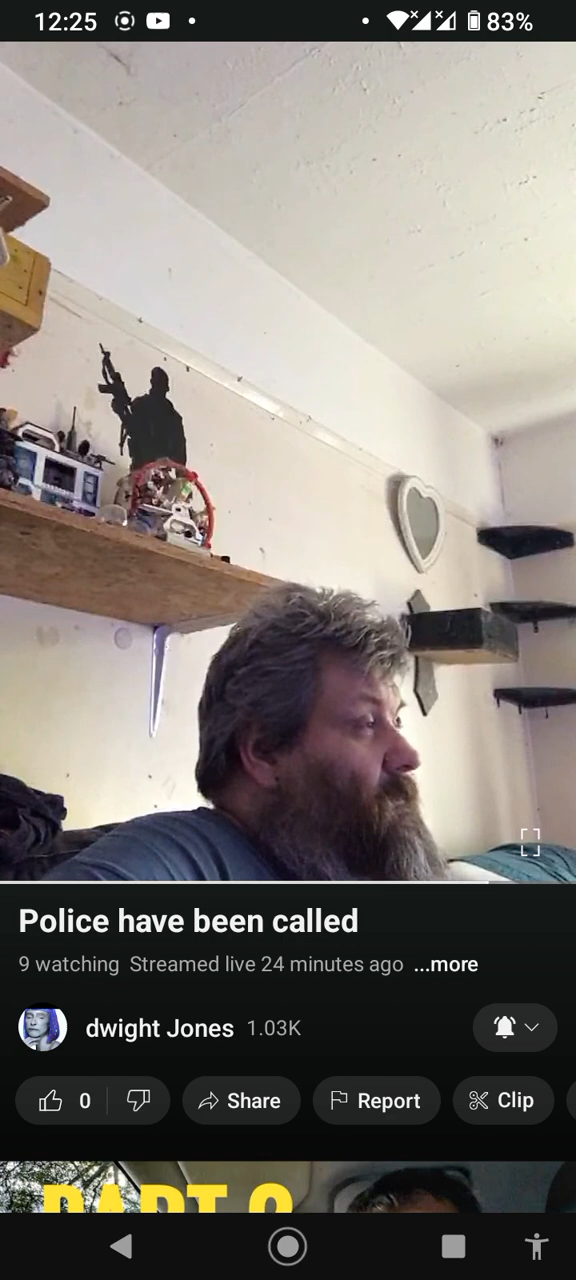 12:25 83%
Police have been called
9 watching Streamed live 24 minutes ago ...more
dwight Jones 1.03K
0 Share Report Clip